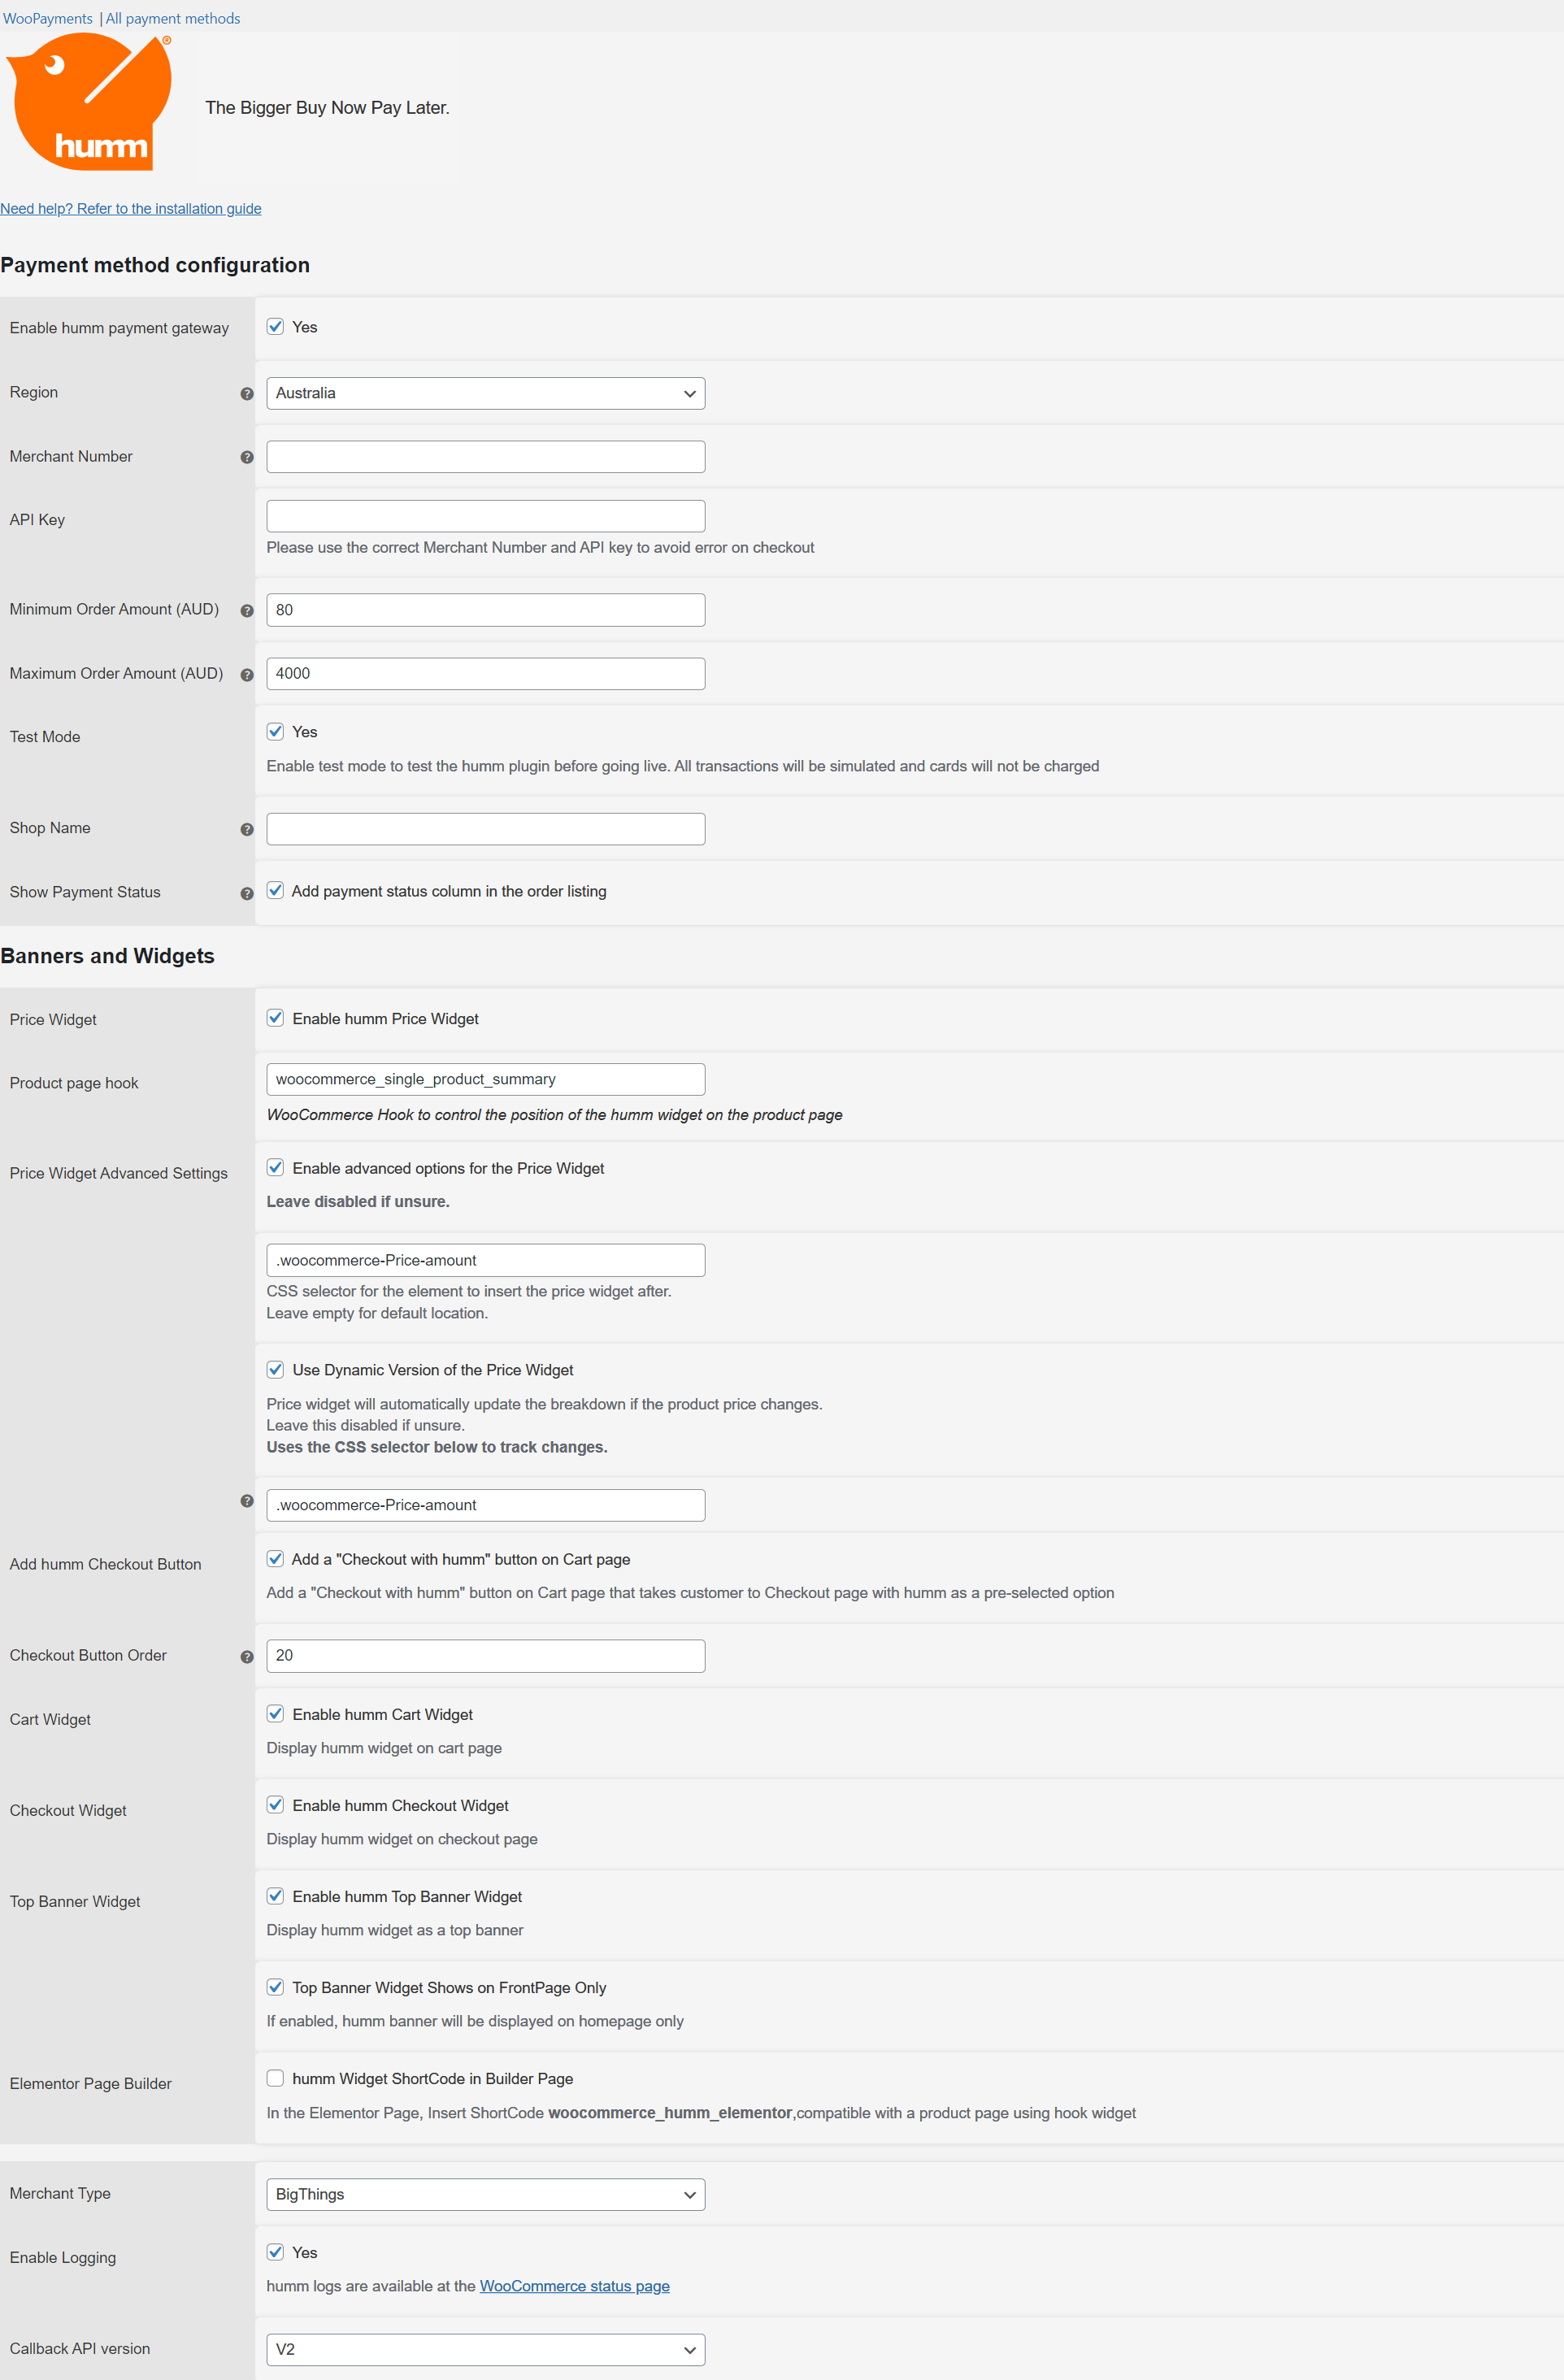 WooPayments | All payment methods
humm®
The Bigger Buy Now Pay Later.
Need help? Refer to the installation guide
Payment method configuration
Enable humm payment gateway
Yes
Region
Australia
Merchant Number
API Key
Please use the correct Merchant Number and API key to avoid error on checkout
Minimum Order Amount (AUD)
80
Maximum Order Amount (AUD)
4000
Test Mode
Yes
Enable test mode to test the humm plugin before going live. All transactions will be simulated and cards will not be charged
Shop Name
Show Payment Status
Add payment status column in the order listing
Banners and Widgets
Price Widget
Enable humm Price Widget
Product page hook
woocommerce_single_product_summary
WooCommerce Hook to control the position of the humm widget on the product page
Price Widget Advanced Settings
Enable advanced options for the Price Widget
Leave disabled if unsure.
.woocommerce-Price-amount
CSS selector for the element to insert the price widget after.
Leave empty for default location.
Use Dynamic Version of the Price Widget
Price widget will automatically update the breakdown if the product price changes.
Leave this disabled if unsure.
Uses the CSS selector below to track changes.
.woocommerce-Price-amount
Add humm Checkout Button
Add a "Checkout with humm" button on Cart page
Add a "Checkout with humm" button on Cart page that takes customer to Checkout page with humm as a pre-selected option
Checkout Button Order
20
Cart Widget
Enable humm Cart Widget
Display humm widget on cart page
Checkout Widget
Enable humm Checkout Widget
Display humm widget on checkout page
Top Banner Widget
Enable humm Top Banner Widget
Display humm widget as a top banner
Top Banner Widget Shows on FrontPage Only
If enabled, humm banner will be displayed on homepage only
Elementor Page Builder
humm Widget ShortCode in Builder Page
In the Elementor Page, Insert ShortCode woocommerce_humm_elementor,compatible with a product page using hook widget
Merchant Type
BigThings
Enable Logging
Yes
humm logs are available at the WooCommerce status page
Callback API version
V2